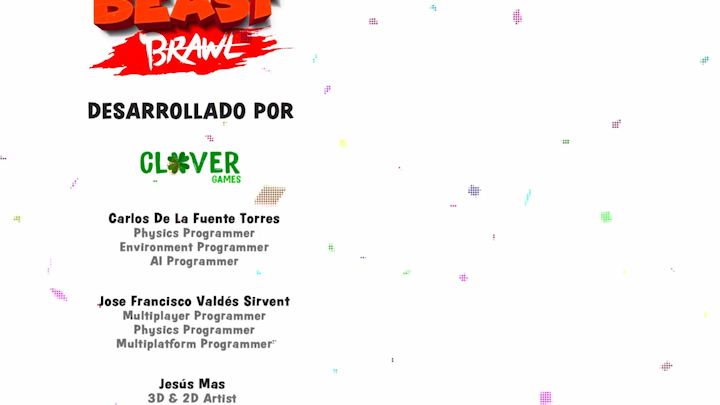 BEAST
BRAWL
DESARROLLADO POR
CLOVER
GAMES
Carlos De La Fuente Torres
Physics Programmer
Environment Programmer
AI Programmer
Jose Francisco Valdés Sirvent
Multiplayer Programmer
Physics Programmer
Multiplatform Programmer
Jesús Mas
3D & 2D Artist